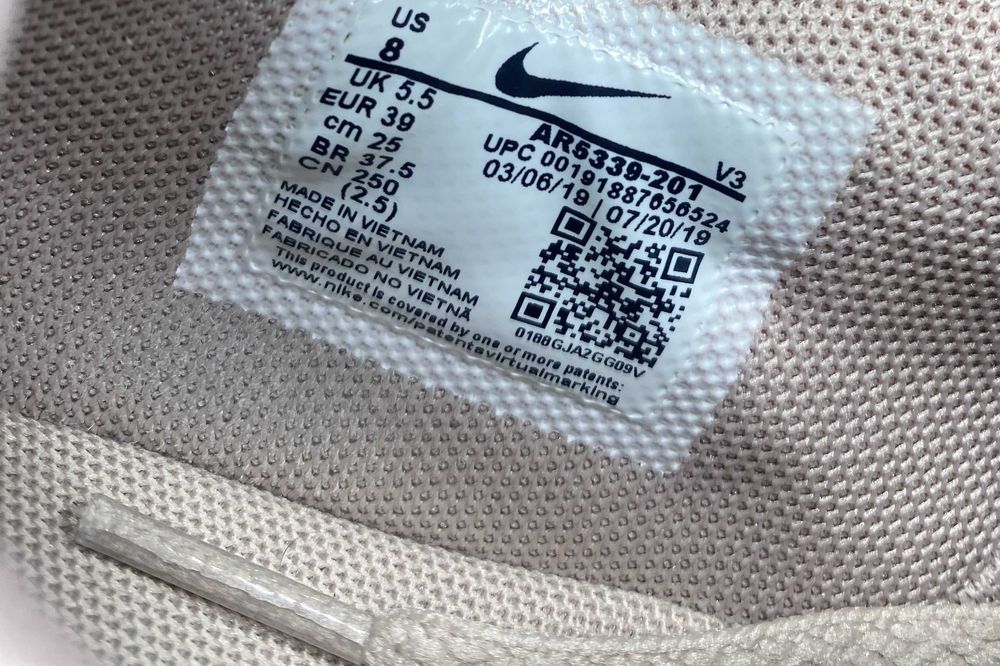 US
8
UK 5.5
EUR 39
cm 25
BR 37.5
CN 250
(2.5)
MADE IN VIETNAM
HECHO EN VIETNAM
FABRIQUE AU VIETNAM
FABRICADO NO VIETNÃ
This product is covered by one or more patents:
www.nike.com/patentsvirtualmarking
AR5339-201 V3
UPC 00191887656524
03/06/19 | 07/20/19
0188GJA2GG09V